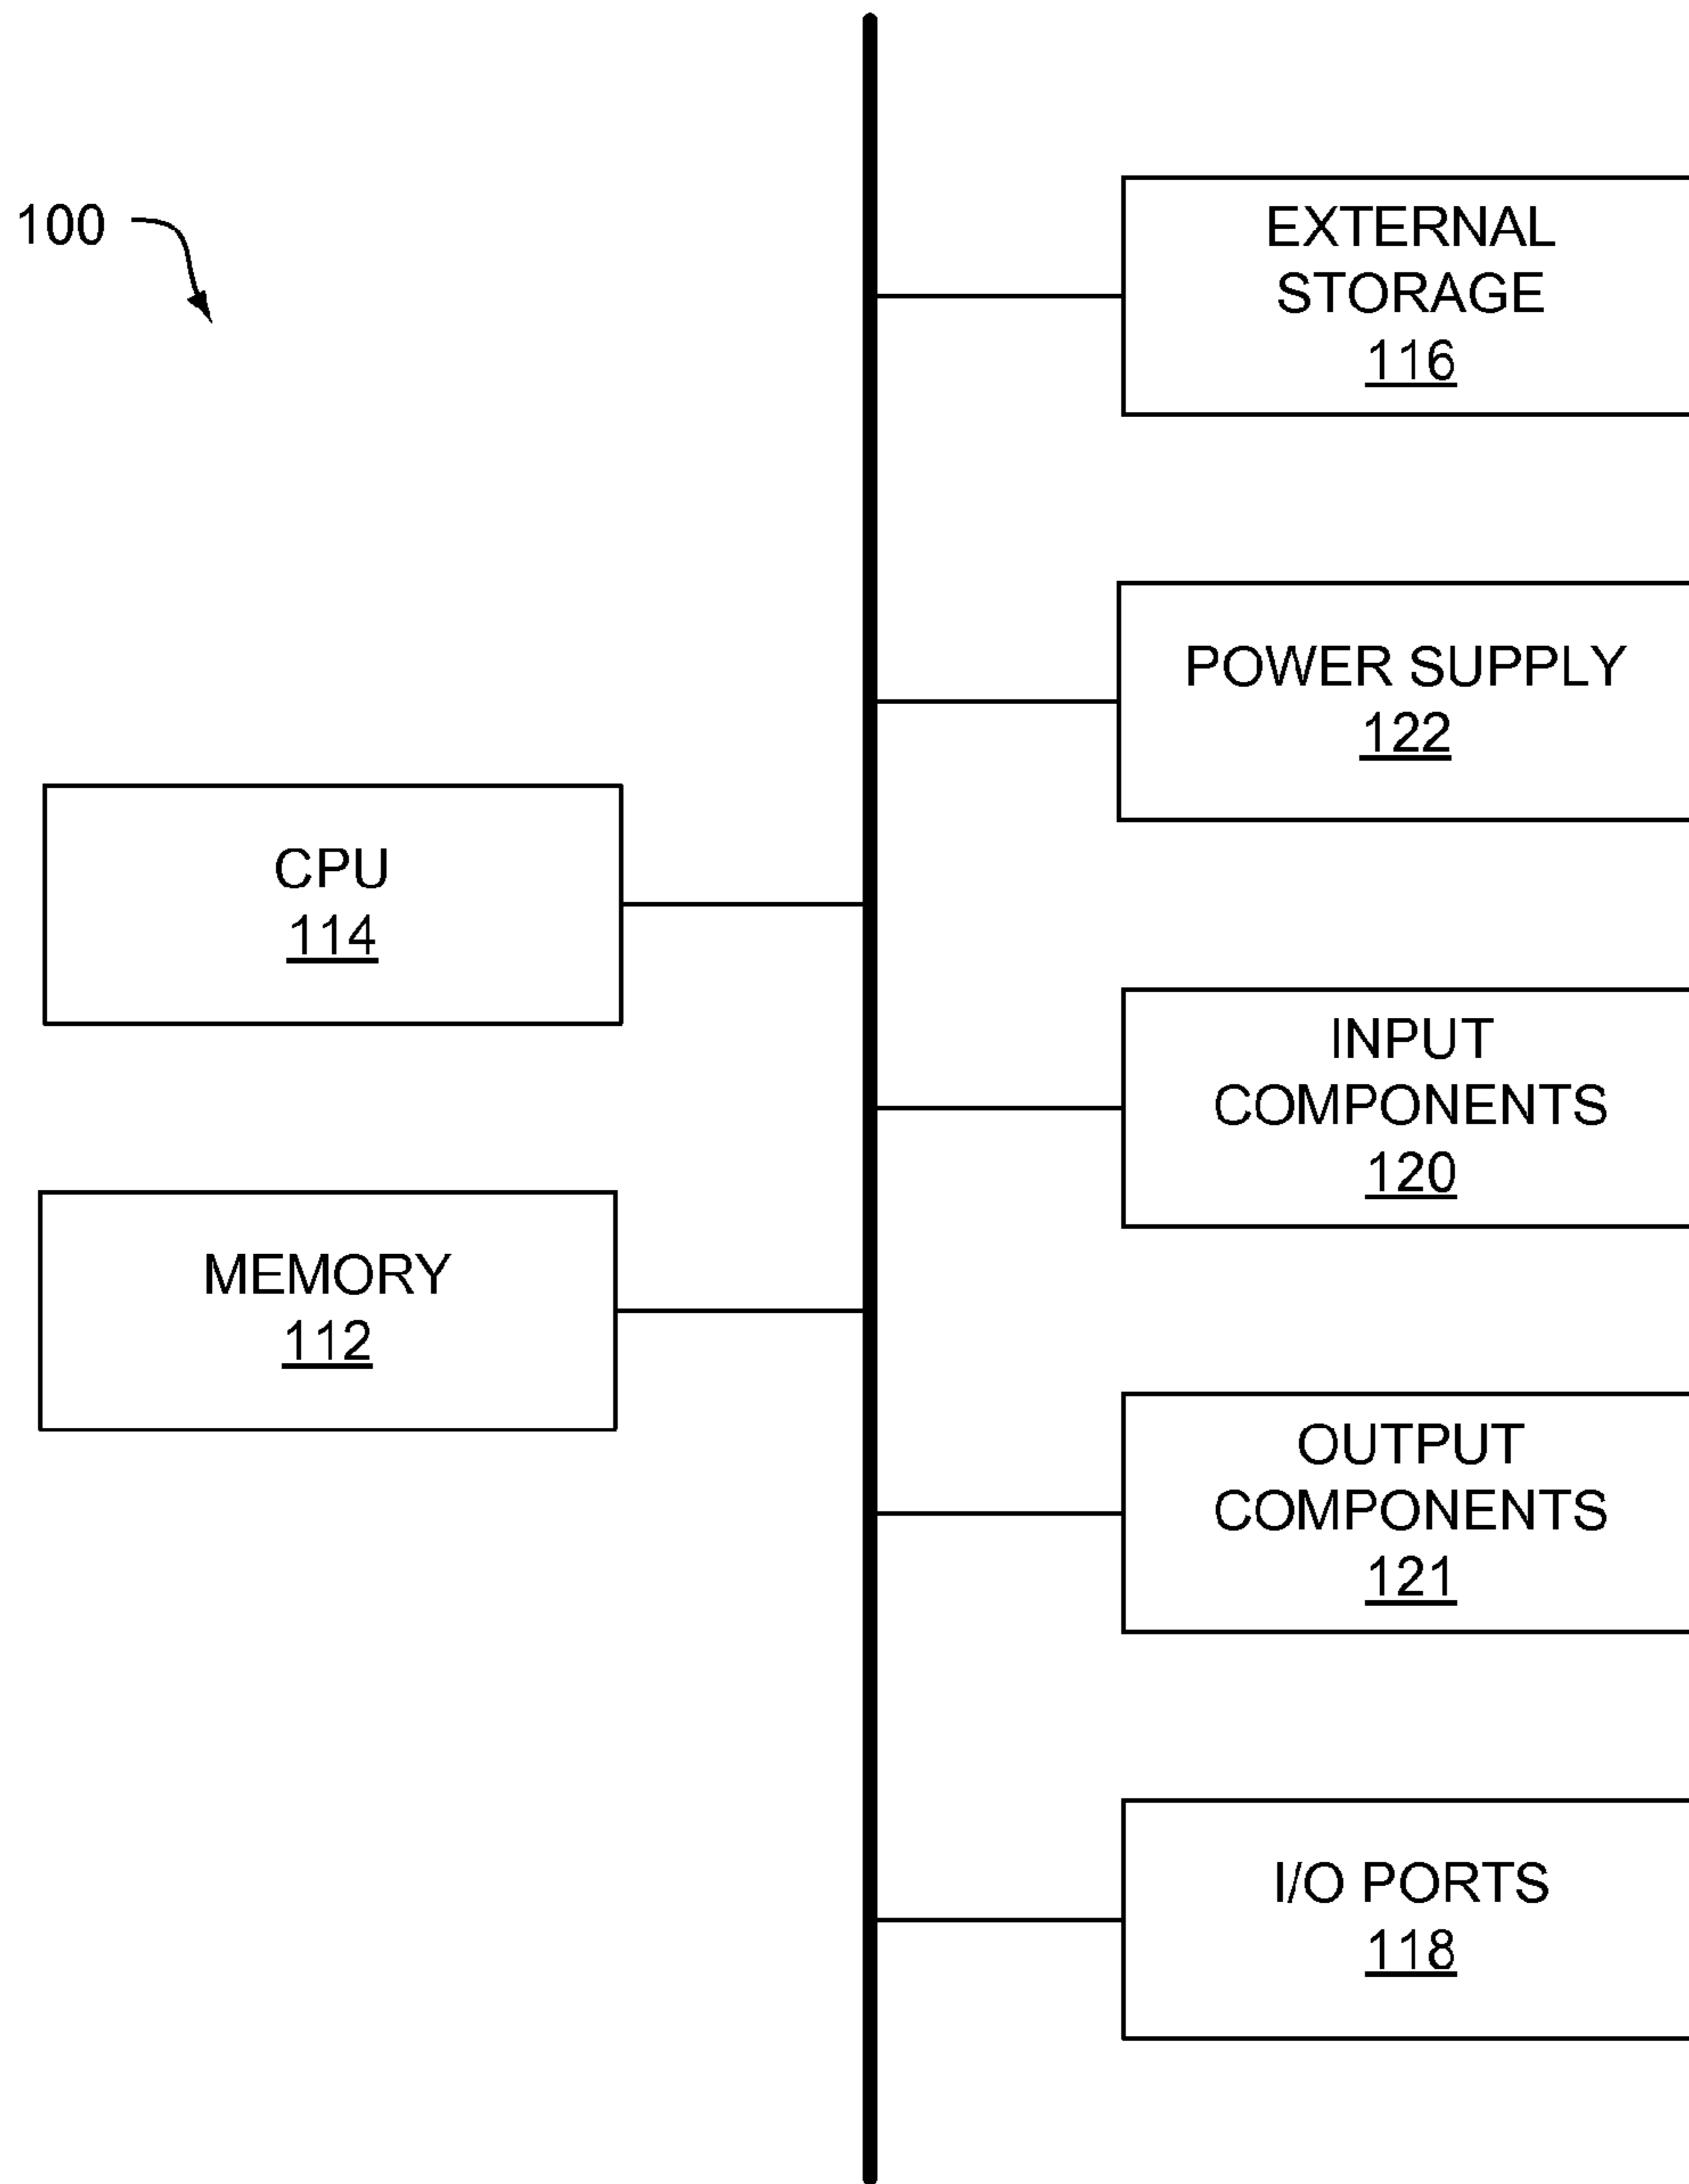 100
EXTERNAL
STORAGE
116
POWER SUPPLY
122
CPU
114
INPUT
COMPONENTS
120
MEMORY
112
OUTPUT
COMPONENTS
121
I/O PORTS
118